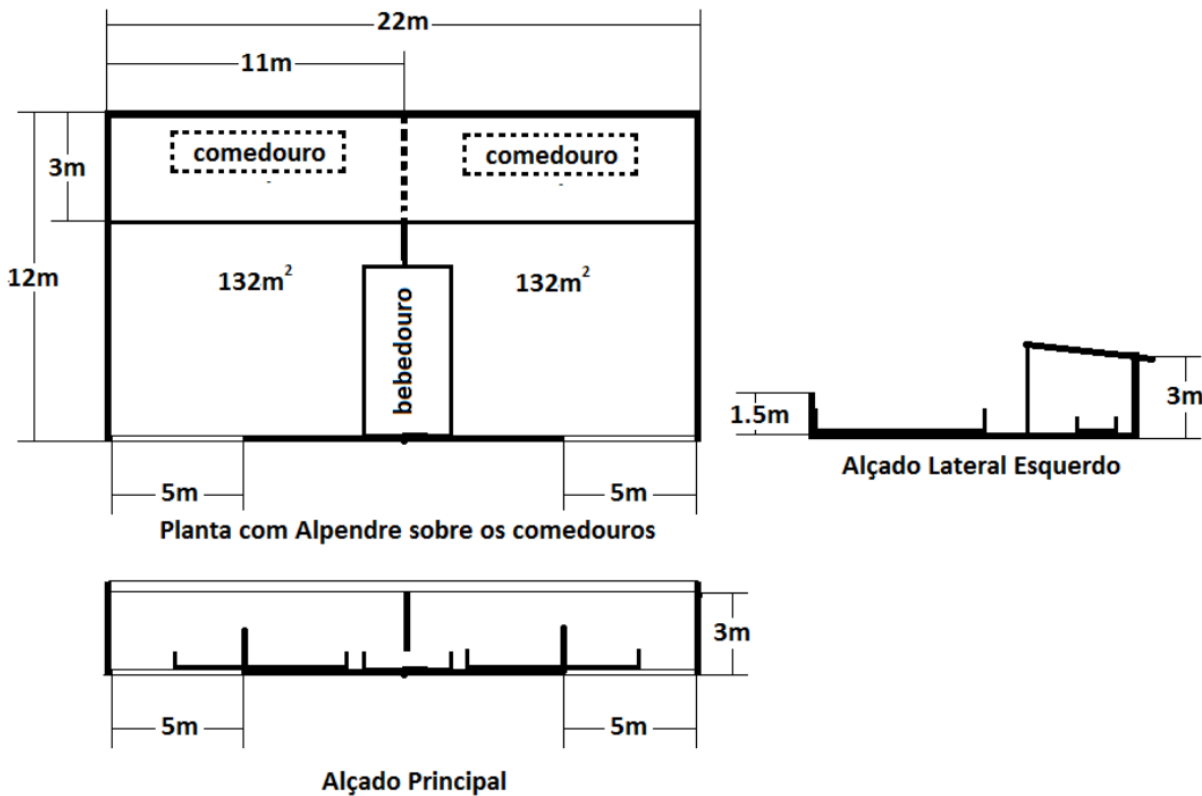 22m
11m
comedouro
comedouro
3m
12m
132m²
132m²
bebedouro
5m
5m
Planta com Alpendre sobre os comedouros
1.5m
3m
Alçado Lateral Esquerdo
3m
5m
5m
Alçado Principal